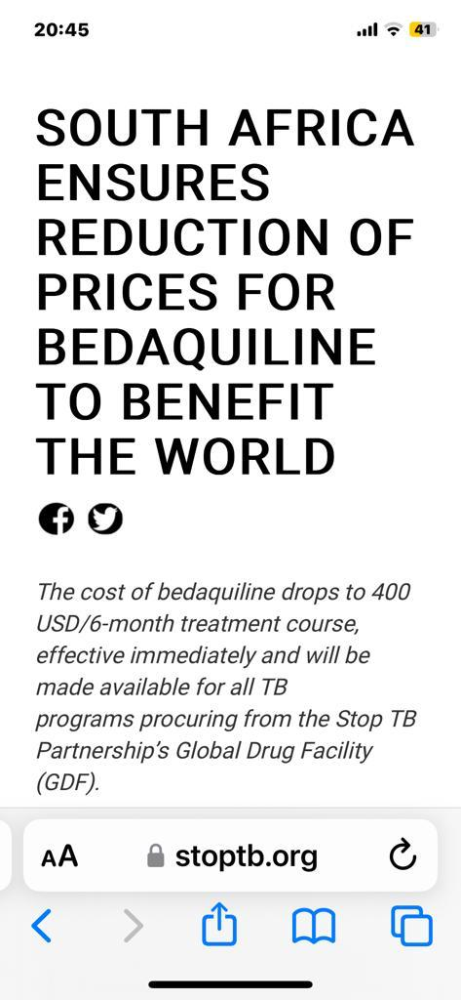 20:45
41
SOUTH AFRICA
ENSURES
REDUCTION OF
PRICES FOR
BEDAQUILINE
TO BENEFIT
THE WORLD
The cost of bedaquiline drops to 400
USD/6-month treatment course,
effective immediately and will be
made available for all TB
programs procuring from the Stop TB
Partnership’s Global Drug Facility
(GDF).
AA stoptb.org